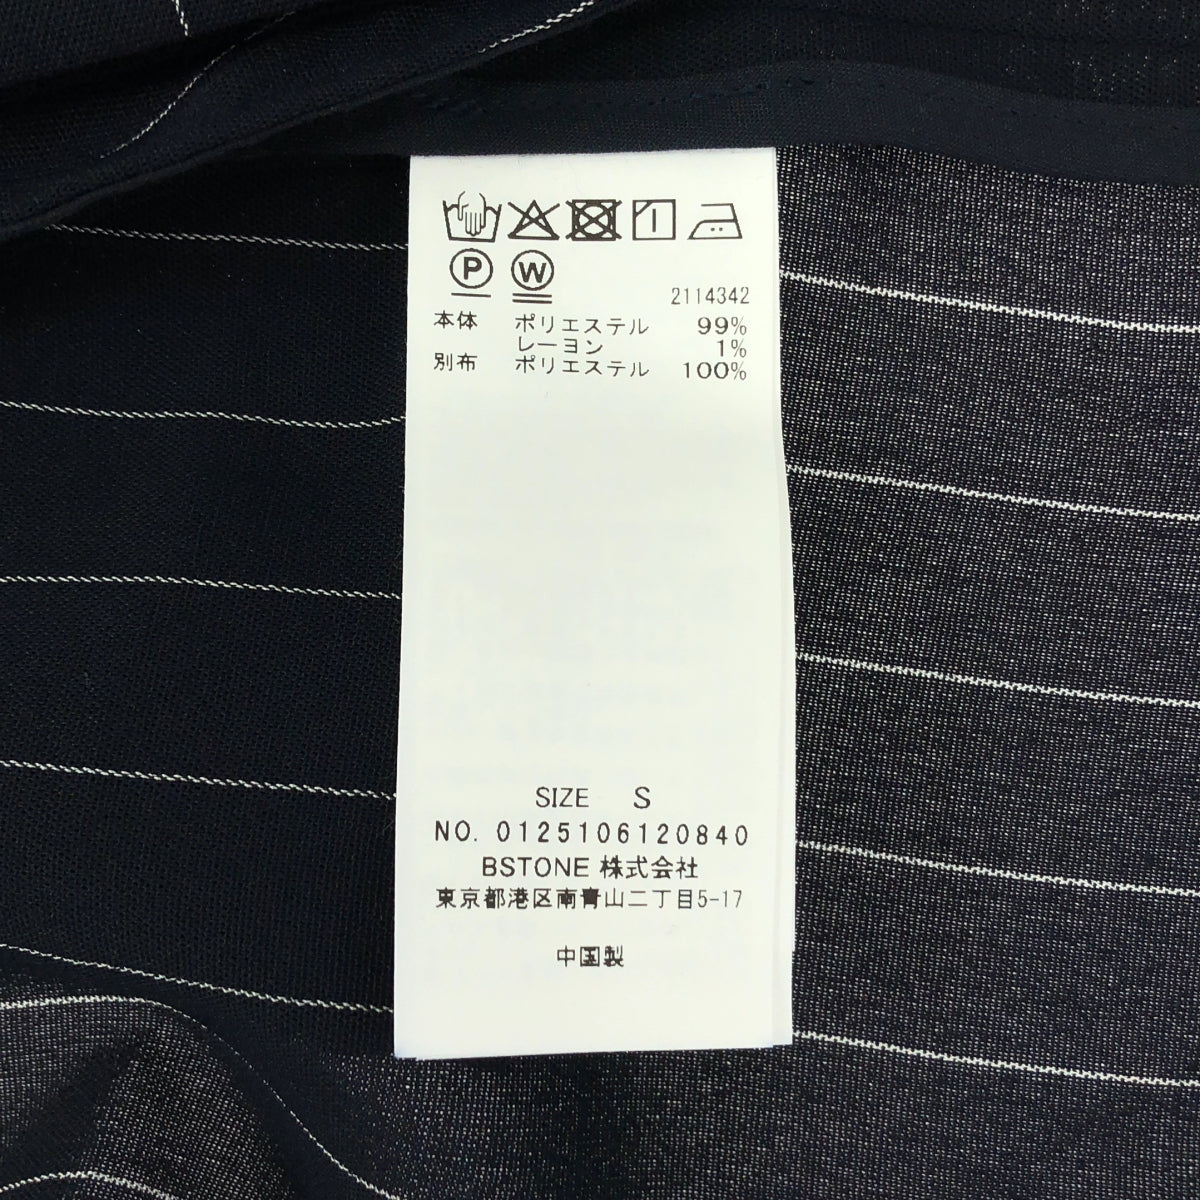 P W
2114342
本体 ポリエステル 99%
レーヨン 1%
別布 ポリエステル 100%
SIZE S
NO. 0125106120840
BSTONE 株式会社
東京都港区南青山二丁目5-17
中国製